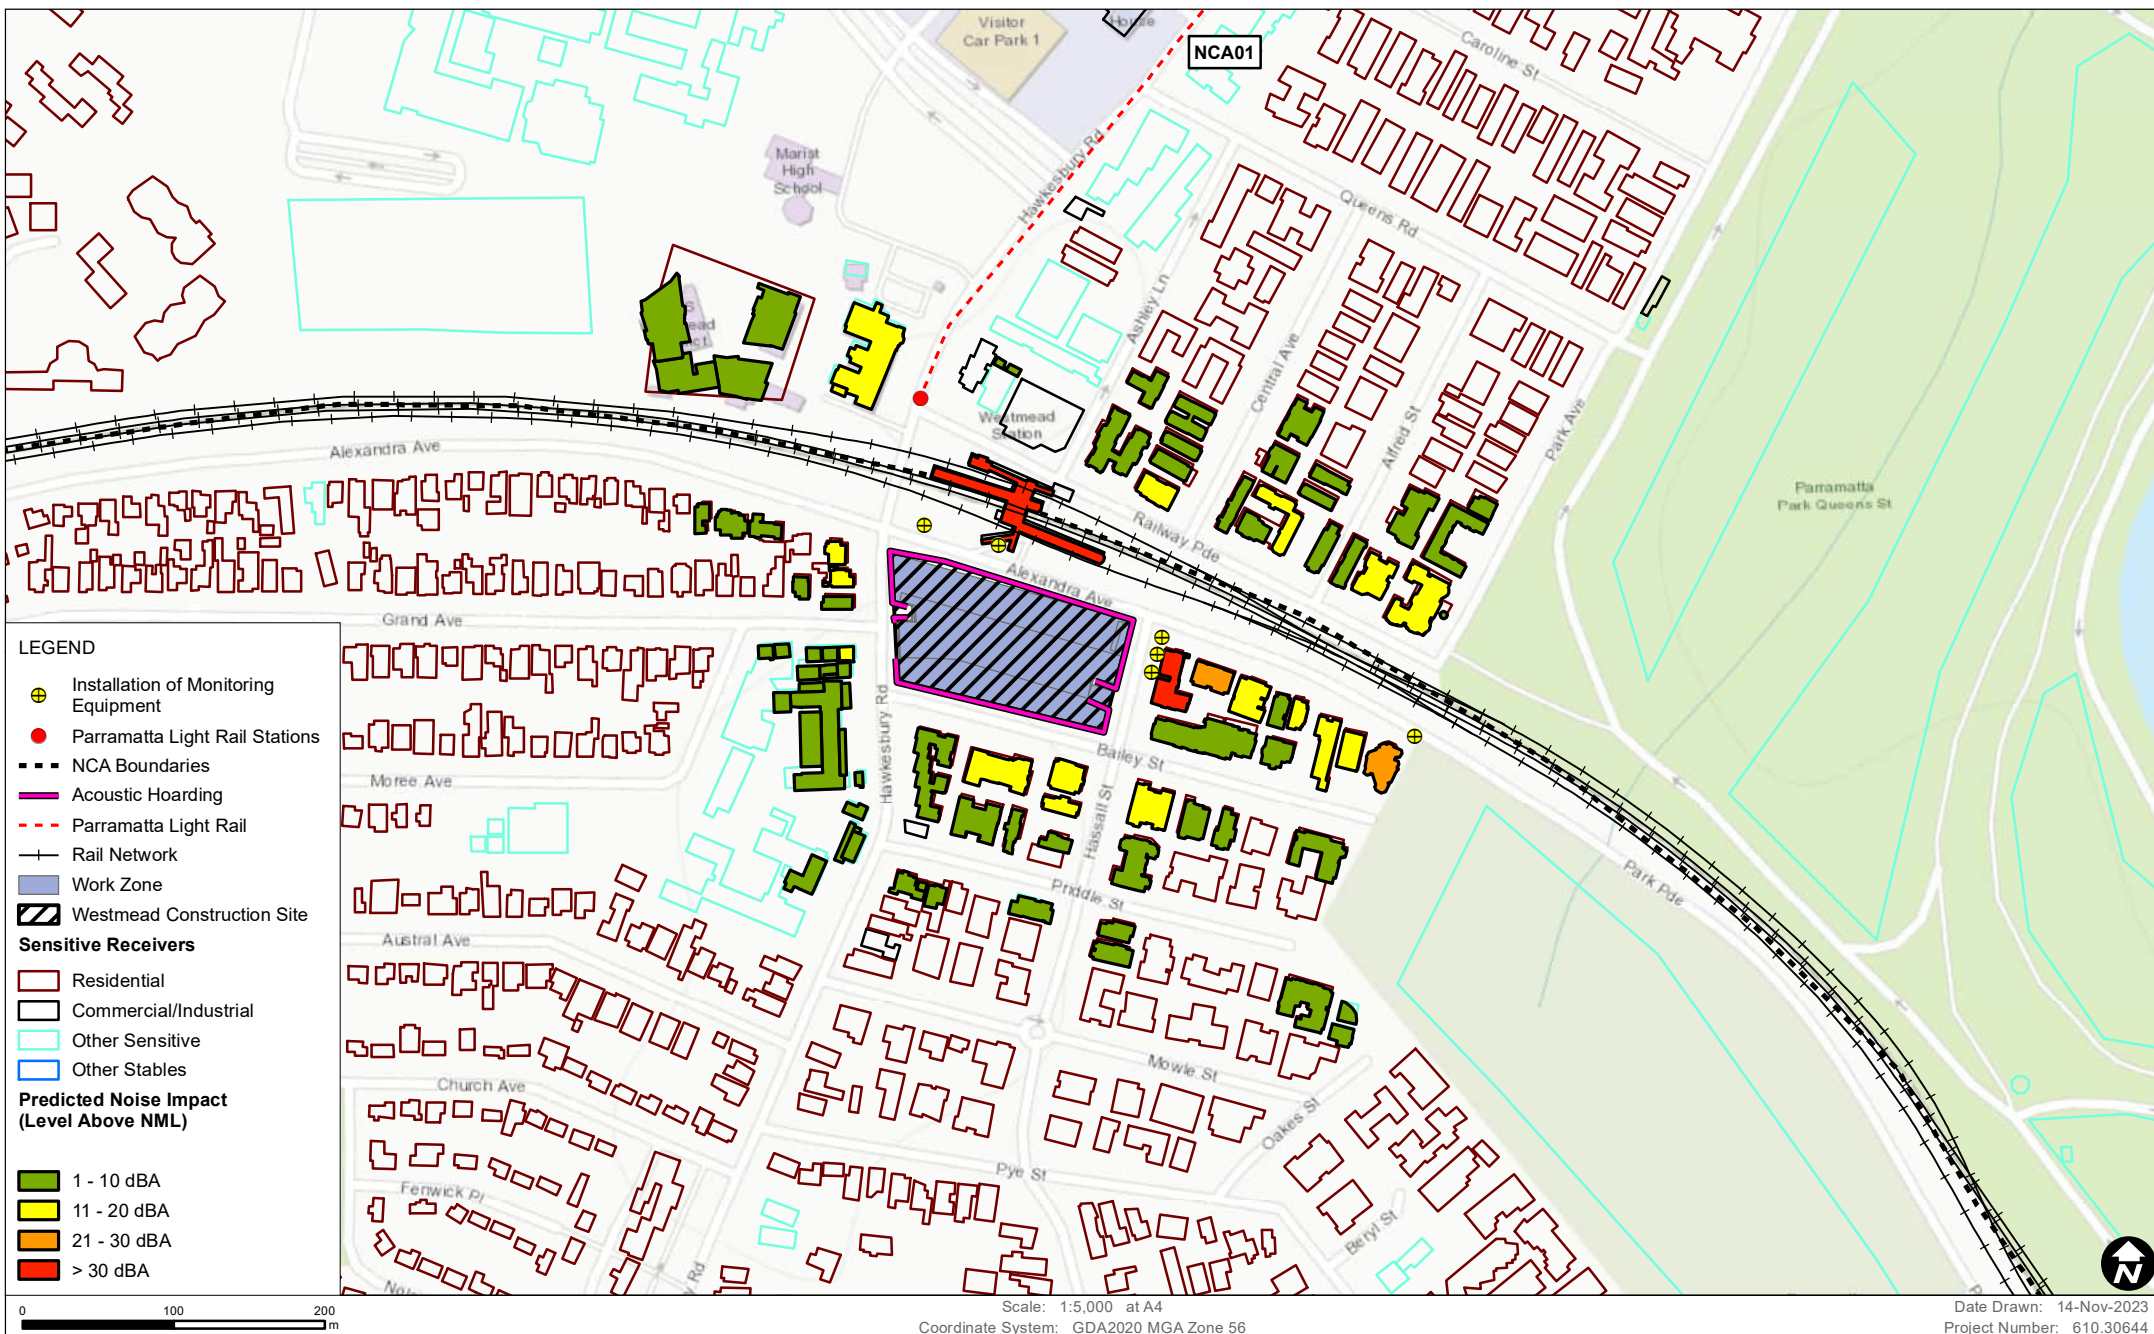 Visitor
Car Park 1
House
NCA01
Caroline St
Marist
High
School
Hawkesbury Rd
Queens Rd
Ashley Ln
Central Ave
Alfred St
Park Ave
Westmead
Station
Parramatta
Park Queens St
Alexandra Ave
Railway Pde
Alexandra Ave
Grand Ave
Hawkesbury Rd
Bailey St
Moree Ave
Hassall St
Priddle St
Park Pde
Austral Ave
Mowle St
Church Ave
Oakes St
Pye St
Fenwick Pl
Beryl St
Rd
LEGEND
Installation of Monitoring
Equipment
Parramatta Light Rail Stations
NCA Boundaries
Acoustic Hoarding
Parramatta Light Rail
Rail Network
Work Zone
Westmead Construction Site
Sensitive Receivers
Residential
Commercial/Industrial
Other Sensitive
Other Stables
Predicted Noise Impact
(Level Above NML)
1 - 10 dBA
11 - 20 dBA
21 - 30 dBA
> 30 dBA
N
0 100 200
m
Scale: 1:5,000 at A4
Coordinate System: GDA2020 MGA Zone 56
Date Drawn: 14-Nov-2023
Project Number: 610.30644